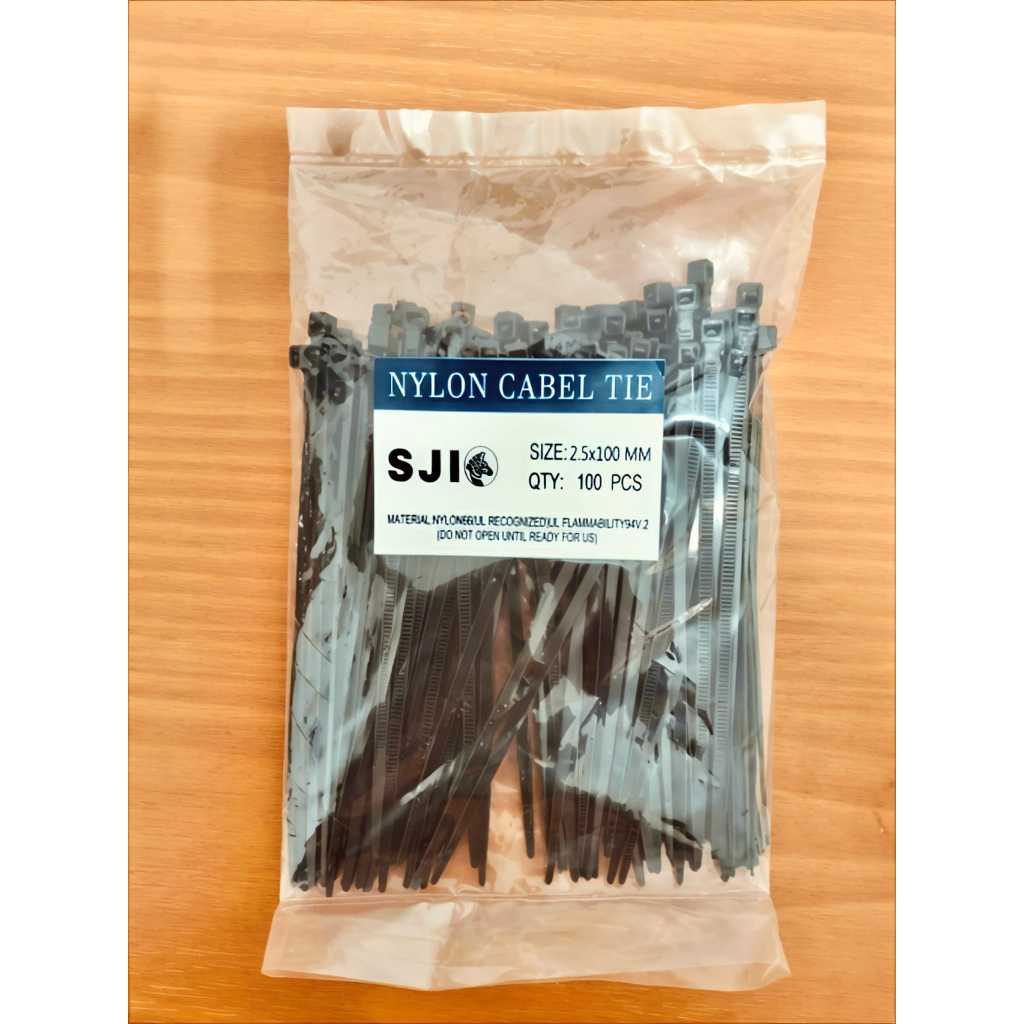 NYLON CABEL TIE
SJI
SIZE:2.5x100 MM
QTY: 100 PCS
MATERIAL:NYLON66(UL RECOGNIZED)UL FLAMMABILITY94V.2
(DO NOT OPEN UNTIL READY FOR US)